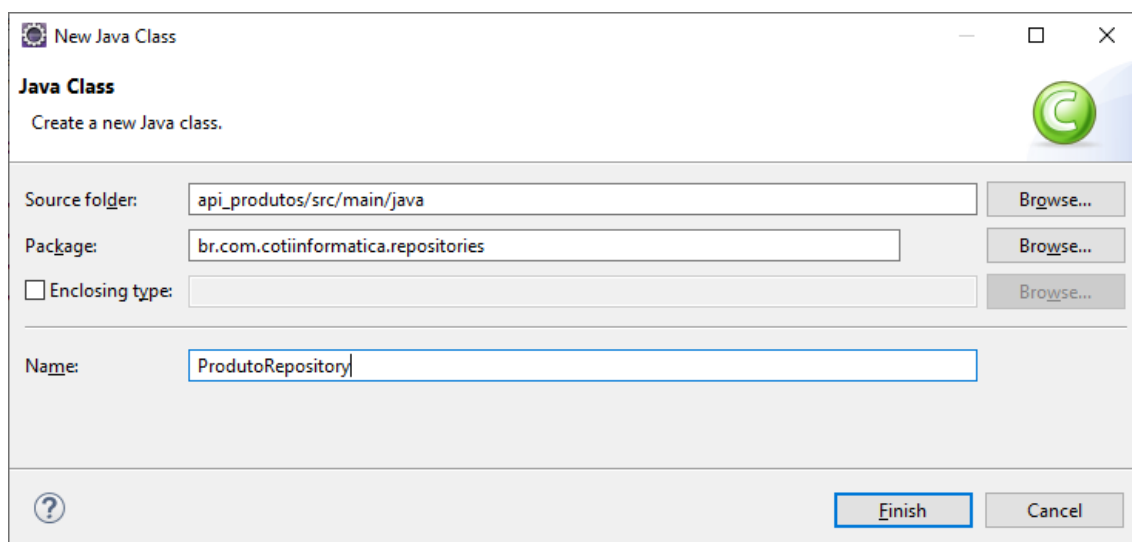 New Java Class
Java Class
Create a new Java class.
C
Source folder: api_produtos/src/main/java Browse...
Package: br.com.cotiinformatica.repositories Browse...
Enclosing type: Browse...
Name: ProdutoRepository
? Finish Cancel